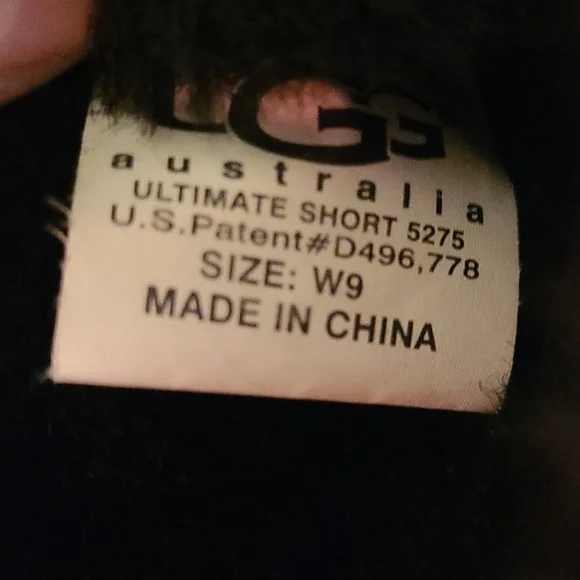 UGG
australia
ULTIMATE SHORT 5275
U.S.Patent#D496,778
SIZE: W9
MADE IN CHINA